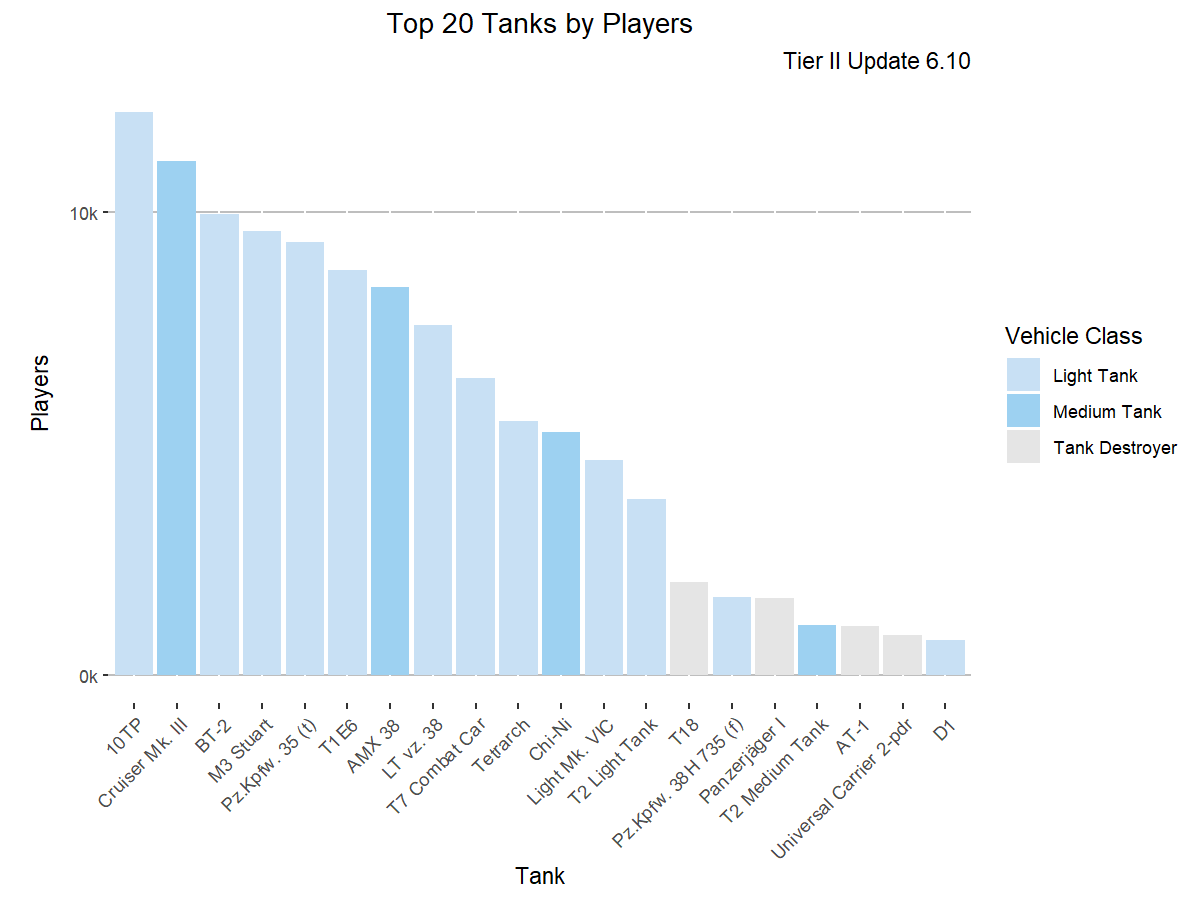 Top 20 Tanks by Players
Tier II Update 6.10
10k
0k
Players
10TP
Cruiser Mk. III
BT-2
M3 Stuart
Pz.Kpfw. 35 (t)
T1E6
AMX 38
LT vz. 38
T7 Combat Car
Tetrarch
Chi-Ni
Light Mk. VIC
T2 Light Tank
T18
Pz.Kpfw. 38H 735 (f)
Panzerjäger I
T2 Medium Tank
AT-1
Universal Carrier 2-pdr
D1
Tank
Vehicle Class
Light Tank
Medium Tank
Tank Destroyer